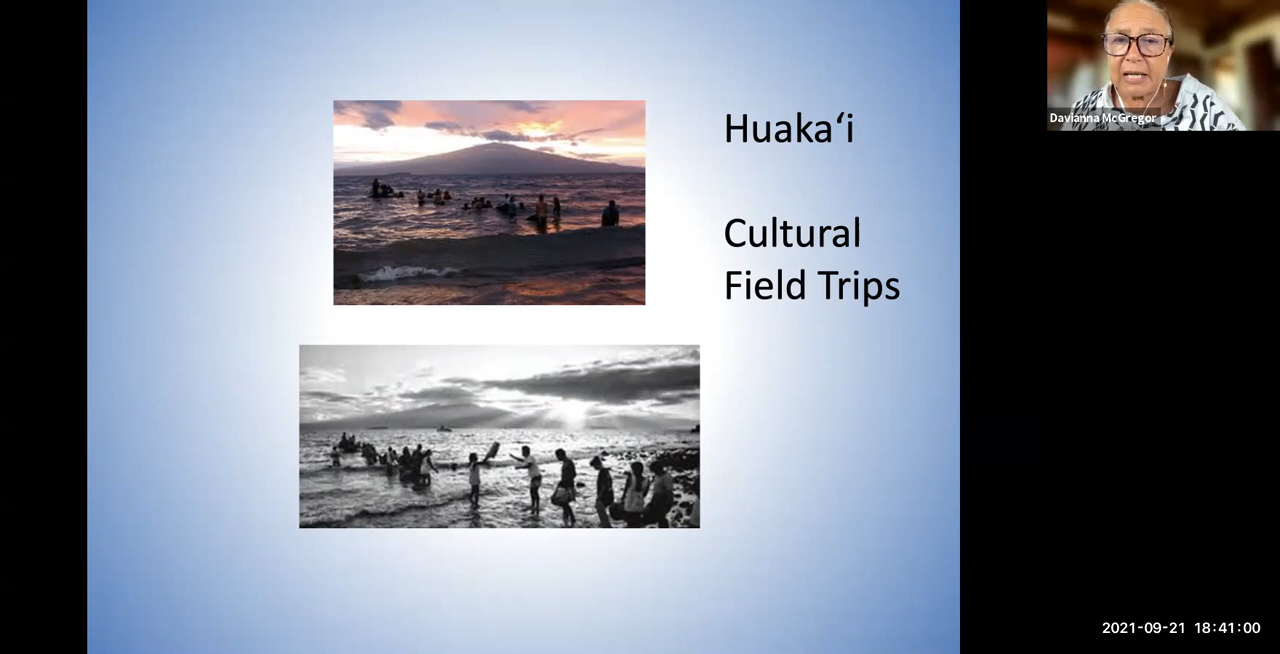 Huakaʻi
Cultural
Field Trips
Davianna McGregor
2021-09-21 18:41:00